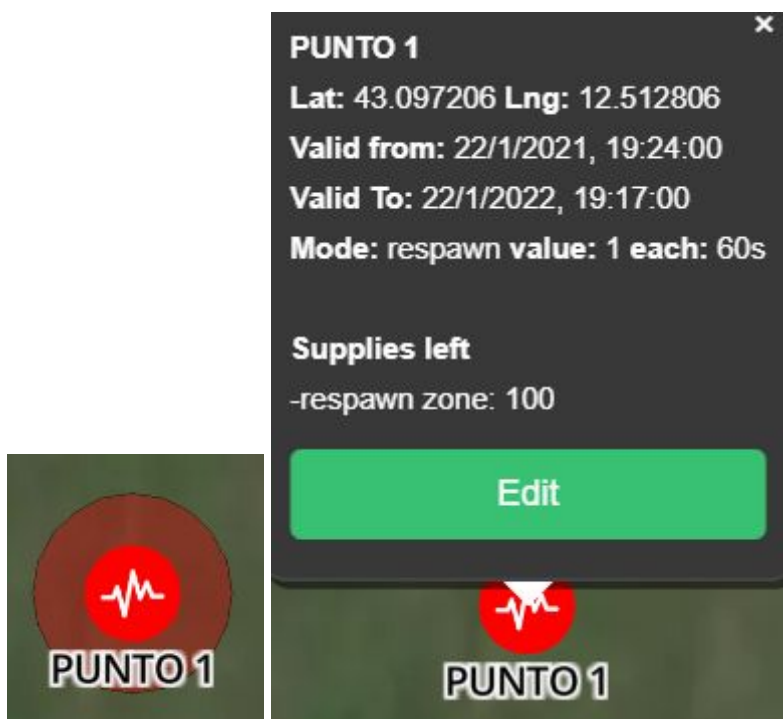 PUNTO 1
×
PUNTO 1
Lat: 43.097206 Lng: 12.512806
Valid from: 22/1/2021, 19:24:00
Valid To: 22/1/2022, 19:17:00
Mode: respawn value: 1 each: 60s
Supplies left
-respawn zone: 100
Edit
PUNTO 1